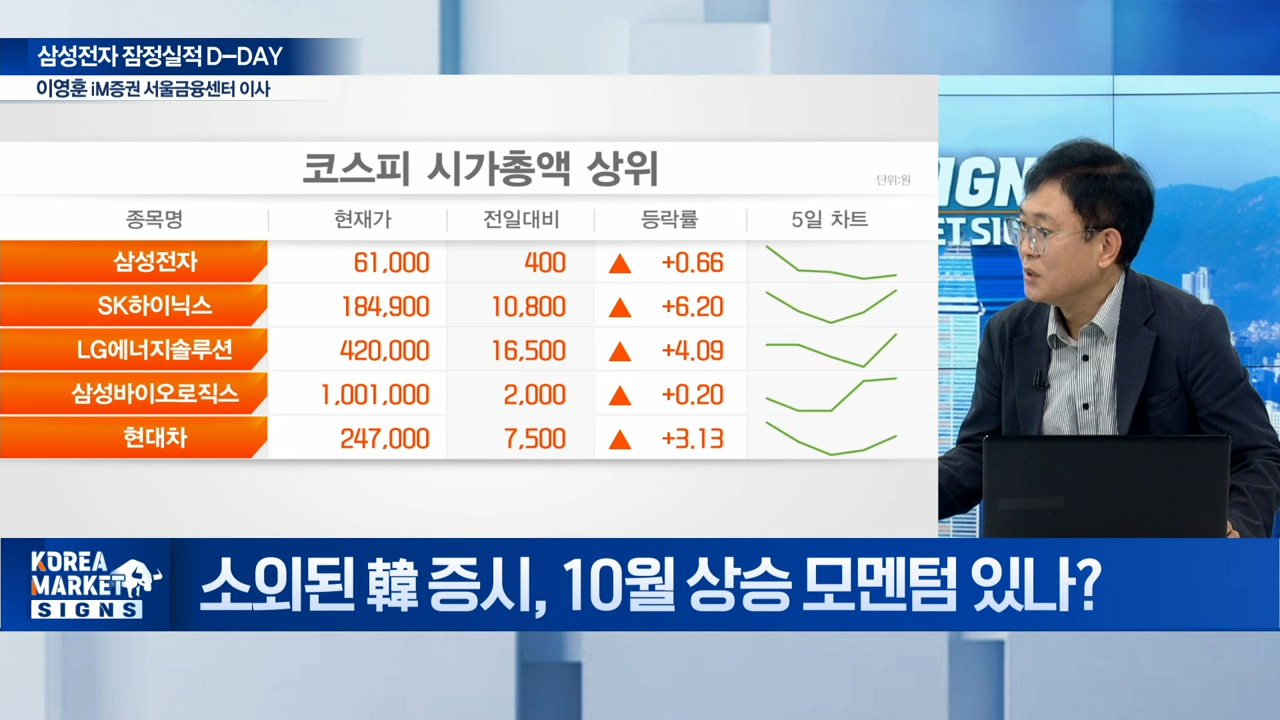 삼성전자 잠정실적 D-DAY
이영훈 iM증권 서울금융센터 이사
코스피 시가총액 상위
단위:원
종목명 현재가 전일대비 등락률 5일 차트
삼성전자 61,000 400 ▲ +0.66
SK하이닉스 184,900 10,800 ▲ +6.20
LG에너지솔루션 420,000 16,500 ▲ +4.09
삼성바이오로직스 1,001,000 2,000 ▲ +0.20
현대차 247,000 7,500 ▲ +3.13
IGN
ET SI
KOREA
MARKET
SIGNS
소외된 韓 증시, 10월 상승 모멘텀 있나?